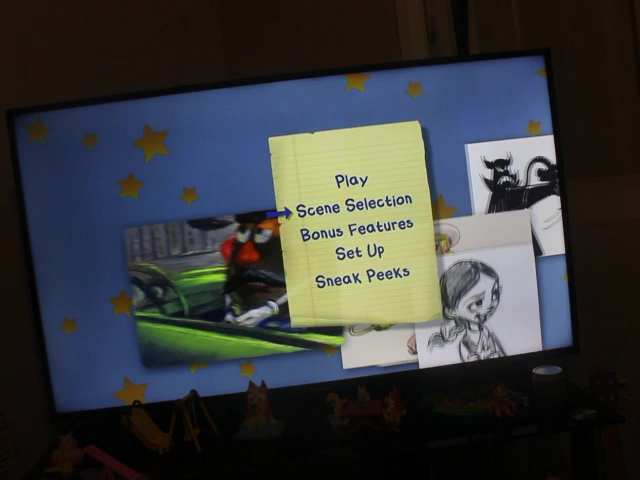 Play
Scene Selection
Bonus Features
Set Up
Sneak Peeks